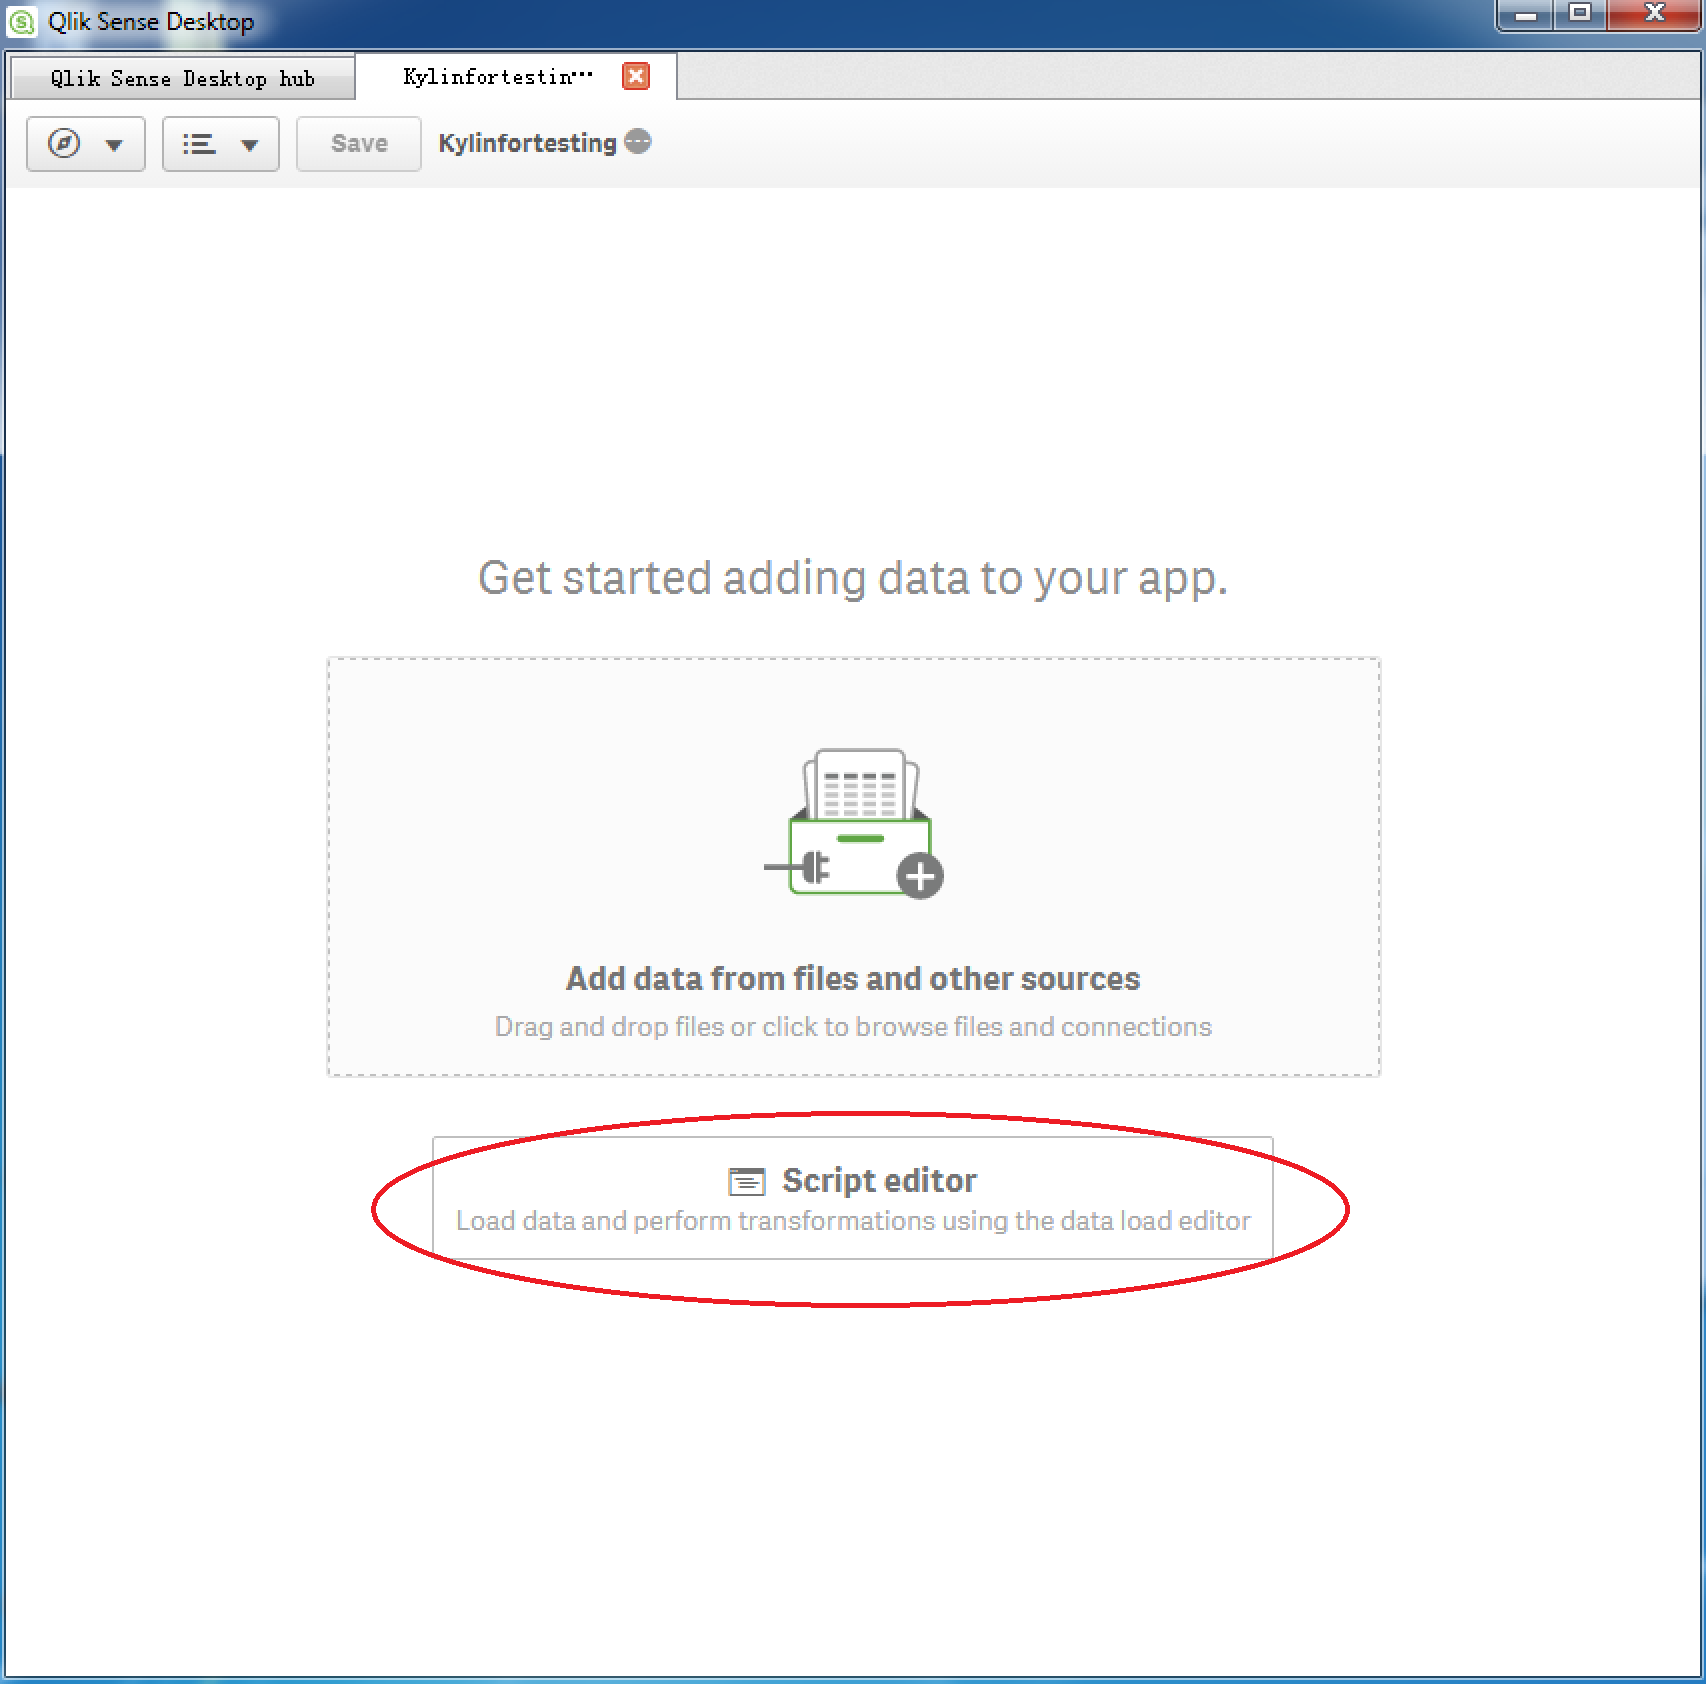 Qlik Sense Desktop
Qlik Sense Desktop hub
Kylinfortestin…
Save
Kylinfortesting
Get started adding data to your app.
Add data from files and other sources
Drag and drop files or click to browse files and connections
Script editor
Load data and perform transformations using the data load editor